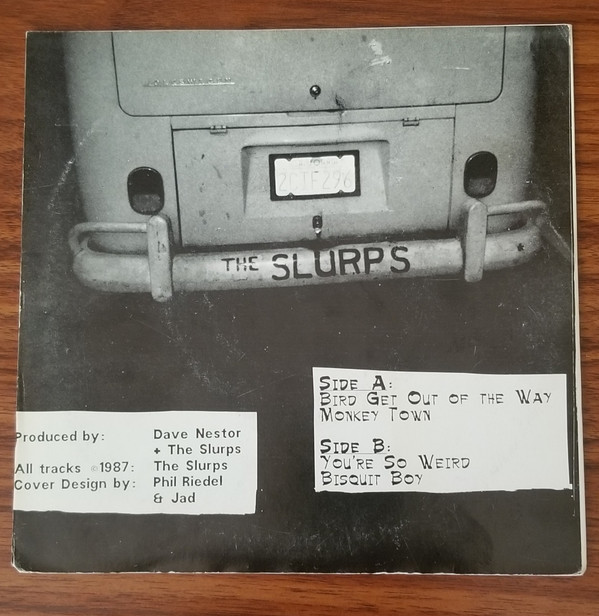 THE SLURPS
SIDE A:
BIRD GET OUT OF THE WAY
MONKEY TOWN
SIDE B:
YOU'RE SO WEIRD
BISQUIT BOY
Produced by: Dave Nestor
+ The Slurps
All tracks ©1987: The Slurps
Cover Design by: Phil Riedel
& Jad